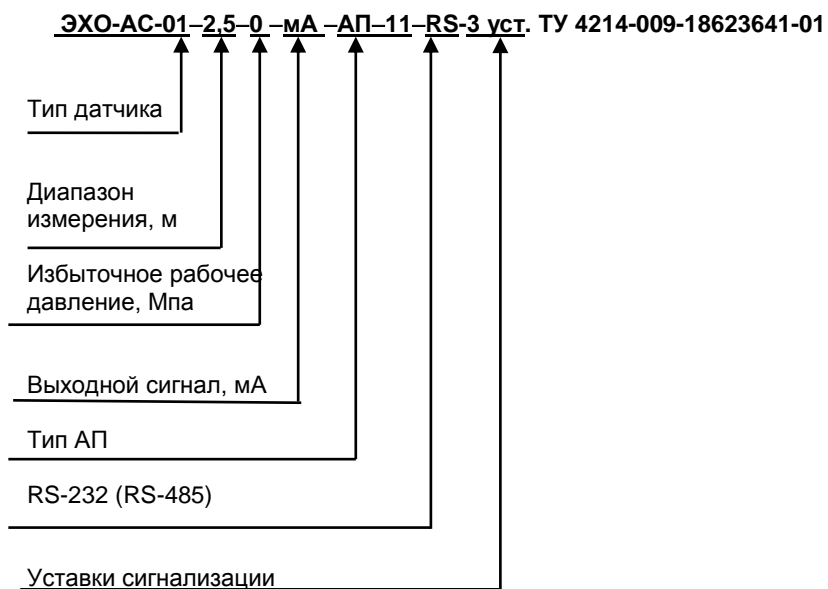 ЭХО-АС-01–2,5–0 –мА –АП–11–RS-3 уст. ТУ 4214-009-18623641-01
Тип датчика
Диапазон
измерения, м
Избыточное рабочее
давление, Мпа
Выходной сигнал, мА
Тип АП
RS-232 (RS-485)
Уставки сигнализации